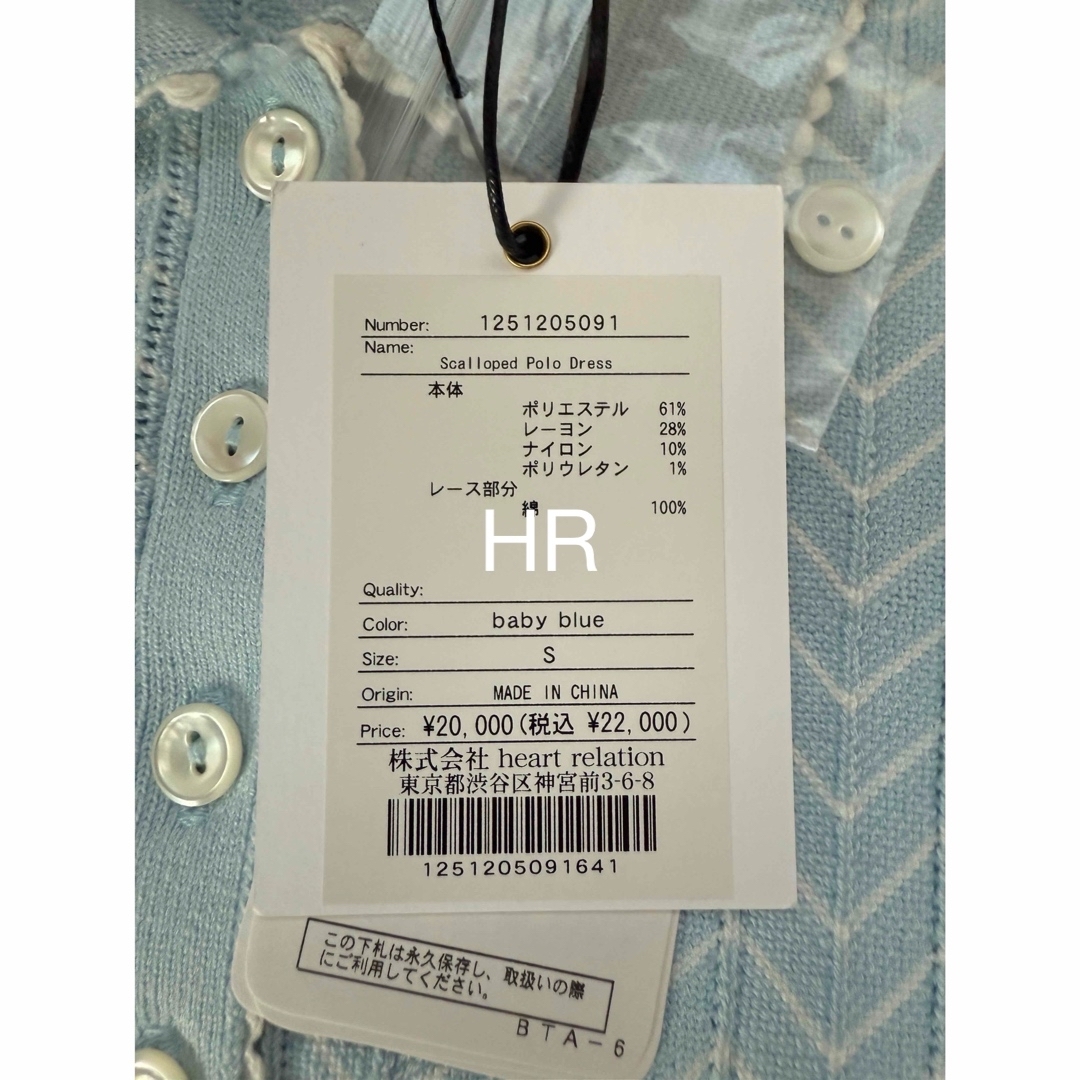 Number: 1251205091
Name:
Scalloped Polo Dress
本体
ポリエステル 61%
レーヨン 28%
ナイロン 10%
ポリウレタン 1%
レース部分
綿 100%
HR
Quality:
Color: baby blue
Size: S
Origin: MADE IN CHINA
Price: ¥20,000(税込 ¥22,000)
株式会社 heart relation
東京都渋谷区神宮前3-6-8
1251205091641
この下札は永久保存し、取扱いの際
にご利用してください。
BTA-6